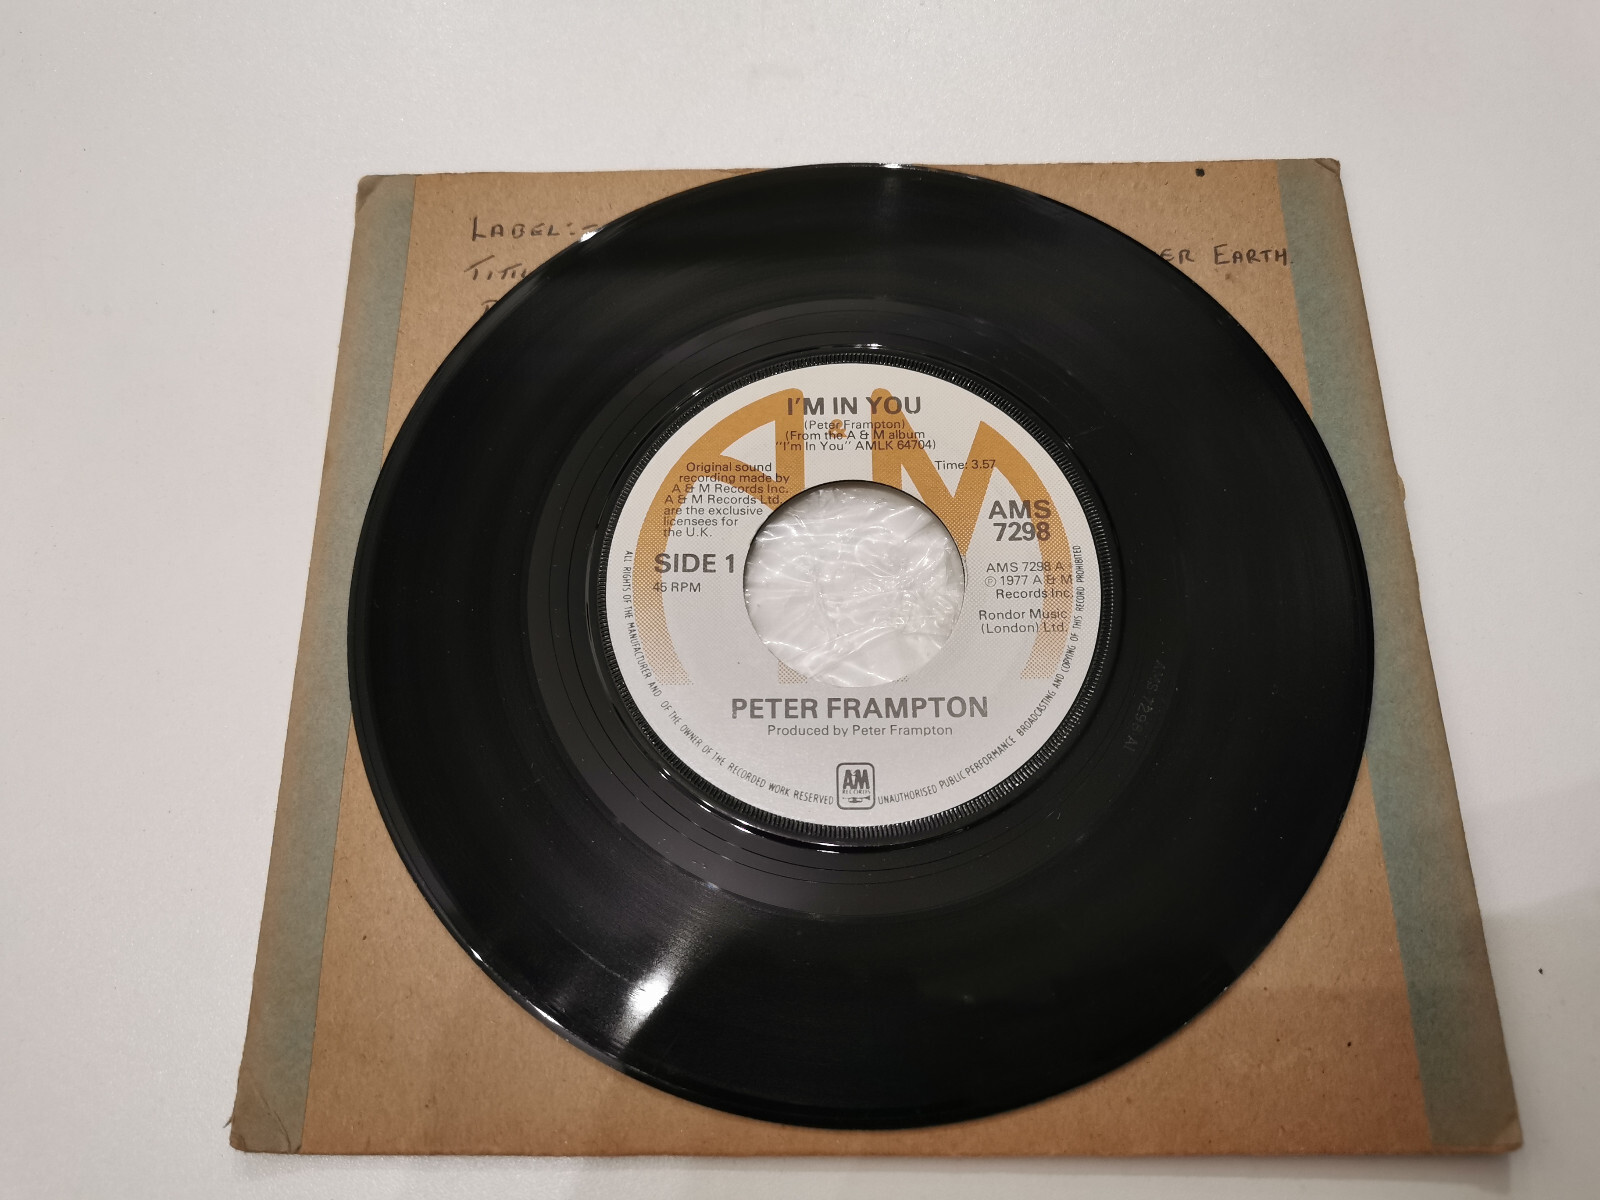 LABEL:-
ER EARTH.
I'M IN YOU
(Peter Frampton)
(From the A & M album
"I'm In You" AMLK 64704)
Time: 3.57
Original sound
recording made by
A & M Records Inc.
A & M Records Ltd.
are the exclusive
licensees for
the U.K.
AMS
7298
SIDE 1
45 RPM
AMS 7298 A
Ⓟ 1977 A & M
Records Inc.
Rondor Music
(London) Ltd.
PETER FRAMPTON
Produced by Peter Frampton
ALL RIGHTS OF THE MANUFACTURER AND OF THE OWNER OF THE RECORDED WORK RESERVED
UNAUTHORISED PUBLIC PERFORMANCE BROADCASTING AND COPYING OF THIS RECORD PROHIBITED
AM
RECORDS